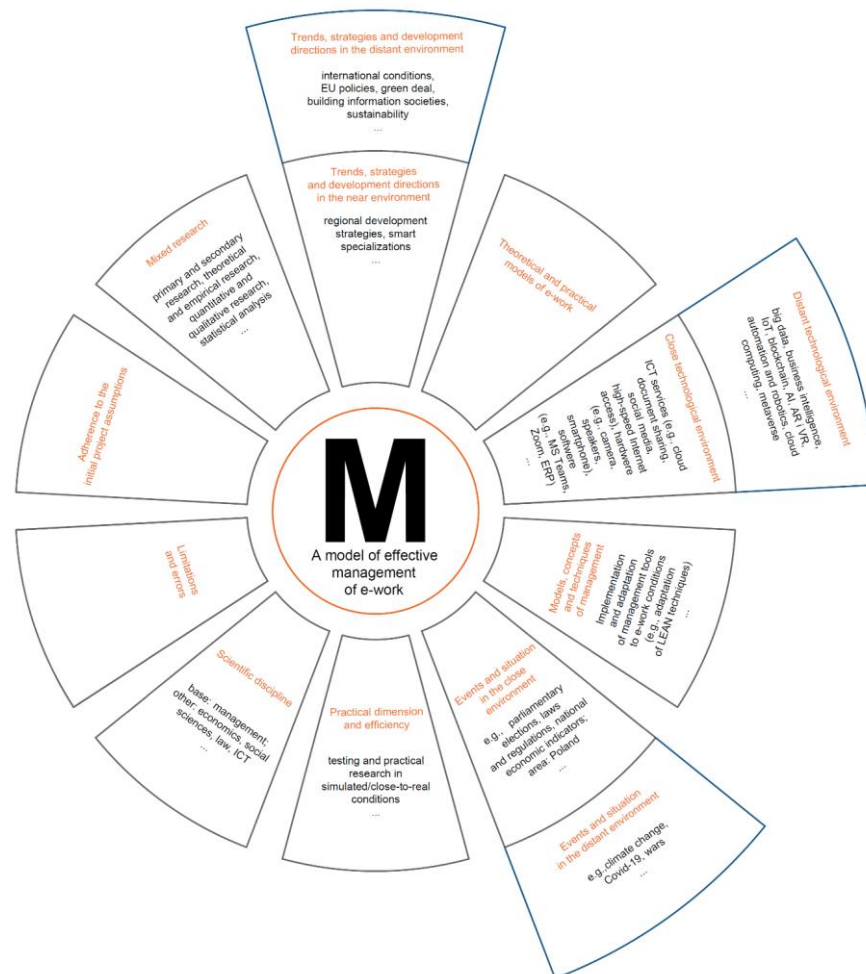 Trends, strategies and development
directions in the distant environment
international conditions,
EU policies, green deal,
building information societies,
sustainability
...
Trends, strategies
and development directions
in the near environment
regional development
strategies, smart
specializations
...
Theoretical and practical
models of e-work
Distant technological environment
big data, business intelligence,
IoT, blockchain, AI, AR i VR,
automation and robotics, cloud
computing, metaverse
...
Close technological environment
ICT services (e.g., cloud
document sharing,
social media,
high-speed Internet
access), hardwere
(e.g., camera,
speakers,
smartphone),
softwere
(e.g., MS Teams,
Zoom, ERP)
...
Models, concepts
and techniques
of management
Implementation
and adaptation
of management tools
to e-work conditions
(e.g., adaptation
of LEAN techniques)
...
Events and situation
in the close
environment
e.g., parliamentary
elections, laws
and regulations, national
economic indicators;
area: Poland
...
Events and situation
in the distant environment
e.g.,climate change,
Covid-19, wars
...
Practical dimension
and efficiency
testing and practical
research in
simulated/close-to-real
conditions
...
Scientific discipline
base: management;
other: economics, social
sciences, law, ICT
...
Limitations
and errors
Adherence to the
initial project assumptions
Mixed research
primary and secondary
research, theoretical
and empirical research,
quantitative and
qualitative research,
statistical analysis
...
M
A model of effective
management
of e-work